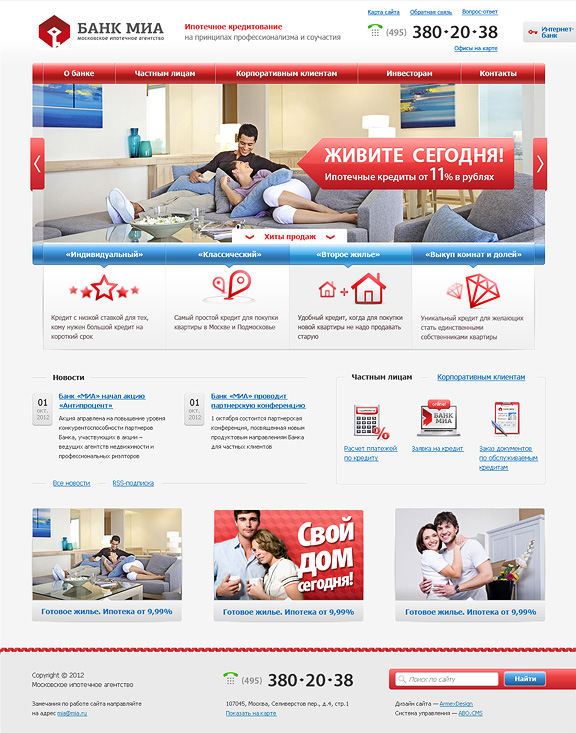 Карта сайта Обратная связь Вопрос-ответ
БАНК МИА
московское ипотечное агентство
Ипотечное кредитование
на принципах профессионализма и соучастия
(495) 380•20•38
Офисы на карте
Интернет-
банк
О банке Частным лицам Корпоративным клиентам Инвесторам Контакты
ЖИВИТЕ СЕГОДНЯ!
Ипотечные кредиты от 11% в рублях
Хиты продаж
«Индивидуальный» «Классический» «Второе жилье» «Выкуп комнат и долей»
Кредит с низкой ставкой для тех,
кому нужен большой кредит на
короткий срок
Самый простой кредит для покупки
квартиры в Москве и Подмосковье
Удобный кредит, когда для покупки
новой квартиры не надо продавать
старую
Уникальный кредит для желающих
стать единственными
собственниками квартиры
Новости
01
окт.
2012
Банк «МИА» начал акцию
«Антипроцент»
Акция аправлена на повышение уровня
конкурентоспособности партнеров
Банка, участвующих в акции –
ведущих агентств недвижимости и
профессиональных риэлторов
01
окт.
2012
Банк «МИА» проводит
партнерскую конференцию
1 октября состоится партнерская
конференция, посвященная новым
продуктовым направлениям Банка
для частных клиентов
Все новости RSS-подписка
Частным лицам Корпоративным клиентам
%
Расчет платежей
по кредиту
online!
БАНК
МИА
Заявка на кредит
Заказ документов
по обслуживаемым
кредитам
Готовое жилье. Ипотека от 9,99%
Свой
дом
сегодня!
Готовое жилье. Ипотека от 9,99%
Готовое жилье. Ипотека от 9,99%
Copyright © 2012
Московское ипотечное агентство
Замечания по работе сайта направляйте
на адрес mia@mia.ru
(495) 380•20•38
107045, Москва, Селиверстов пер., д.4, стр.1
Показать на карте
Поиск по сайту Найти
Дизайн сайта — ArmexDesign
Система управления — ABO.CMS